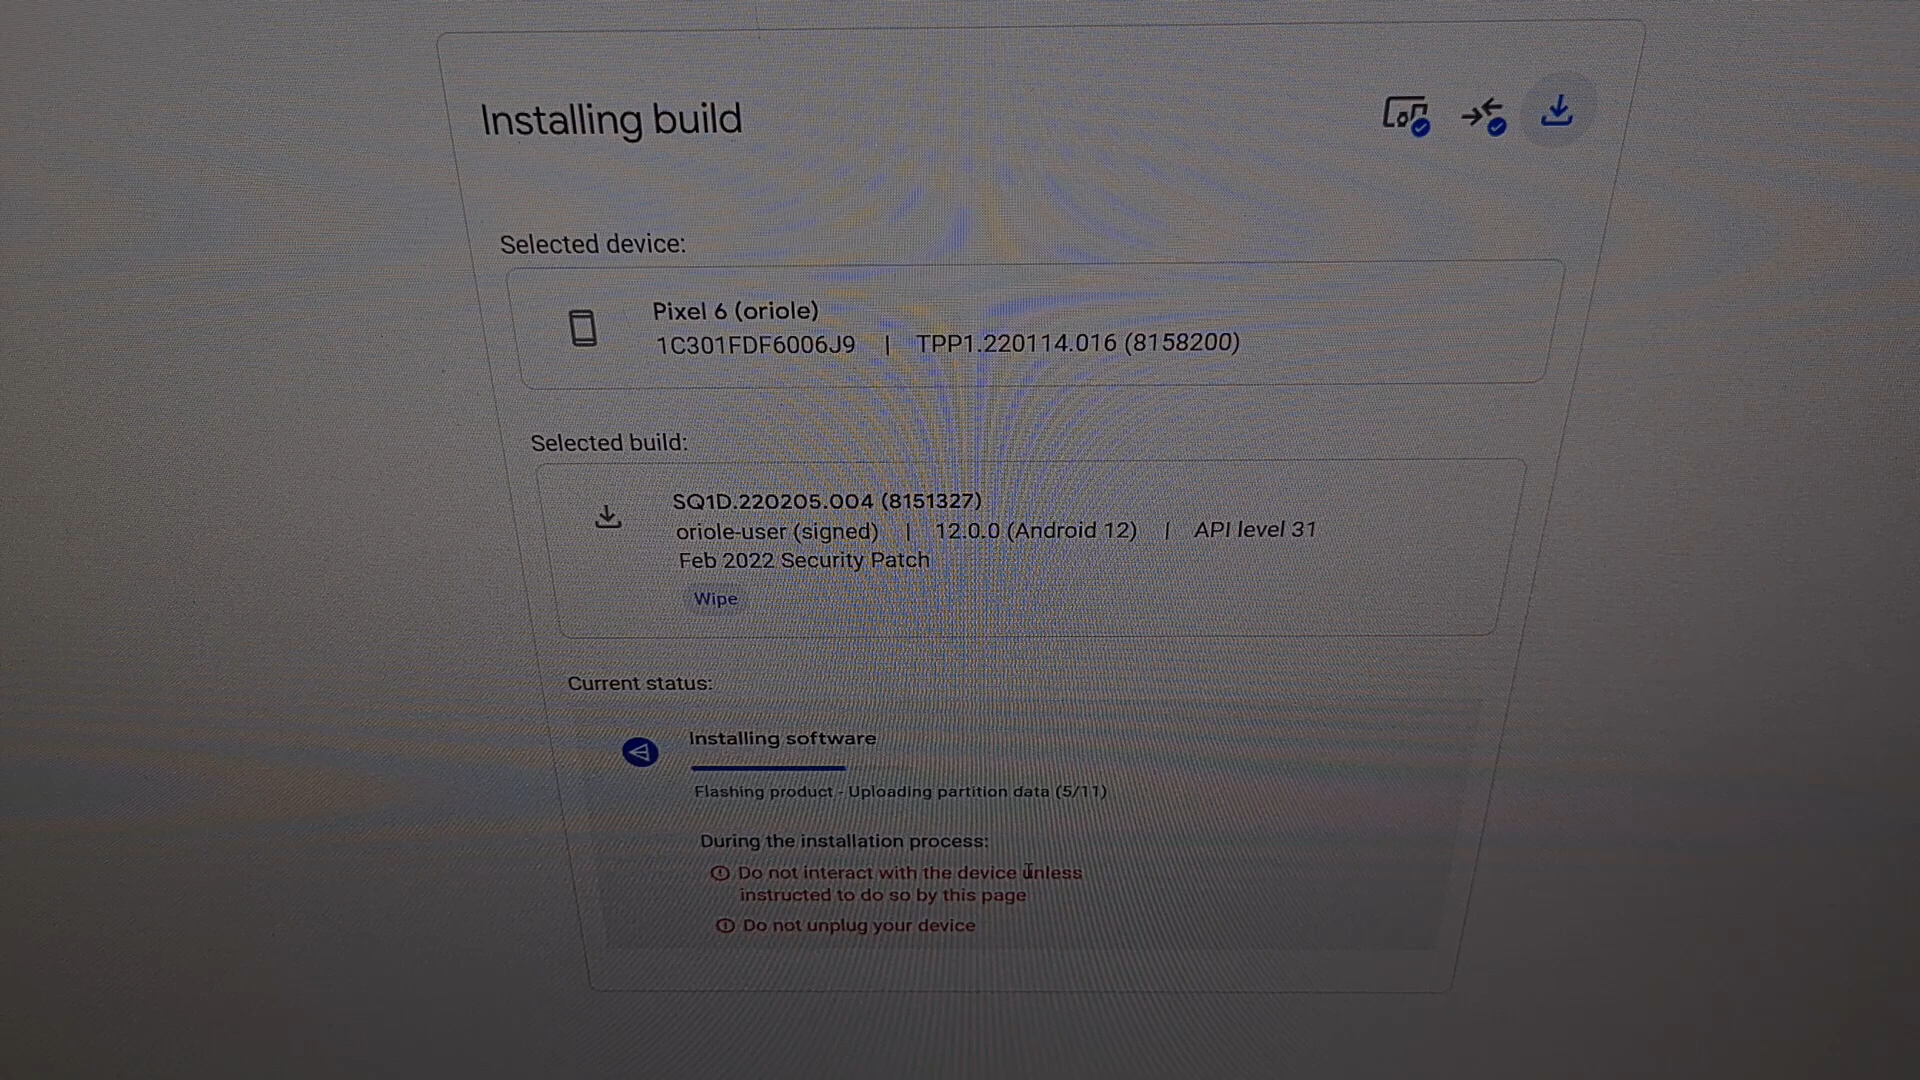 Installing build
Selected device:
Pixel 6 (oriole)
1C301FDF6006J9 | TPP1.220114.016 (8158200)
Selected build:
SQ1D.220205.004 (8151327)
oriole-user (signed) | 12.0.0 (Android 12) | API level 31
Feb 2022 Security Patch
Wipe
Current status:
Installing software
Flashing product - Uploading partition data (5/11)
During the installation process:
Do not interact with the device unless
instructed to do so by this page
Do not unplug your device